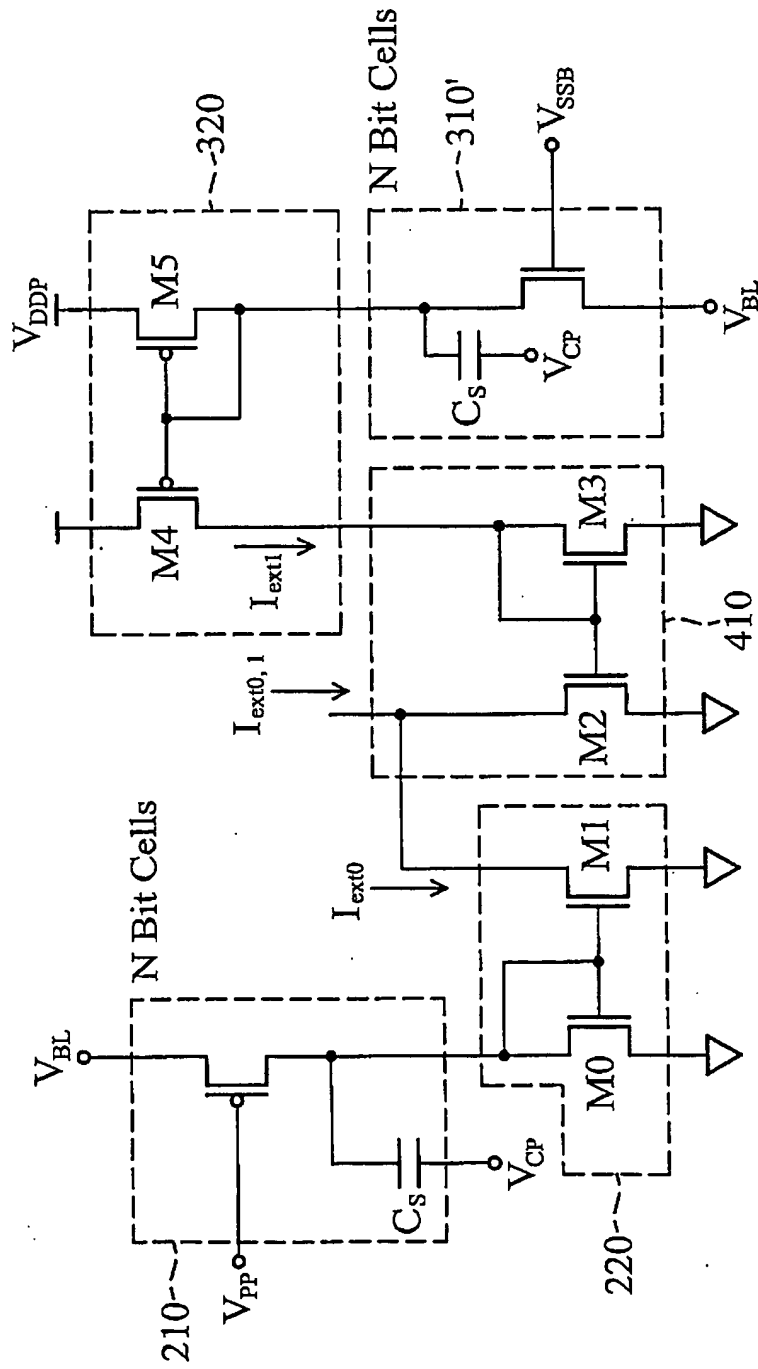 V_BL
N Bit Cells
210
V_PP
C_S
V_CP
I_ext0
M0
M1
220
I_ext0, 1
M2
M3
410
V_DDP
320
M4
M5
I_ext1
N Bit Cells
310'
C_S
V_CP
V_SSB
V_BL